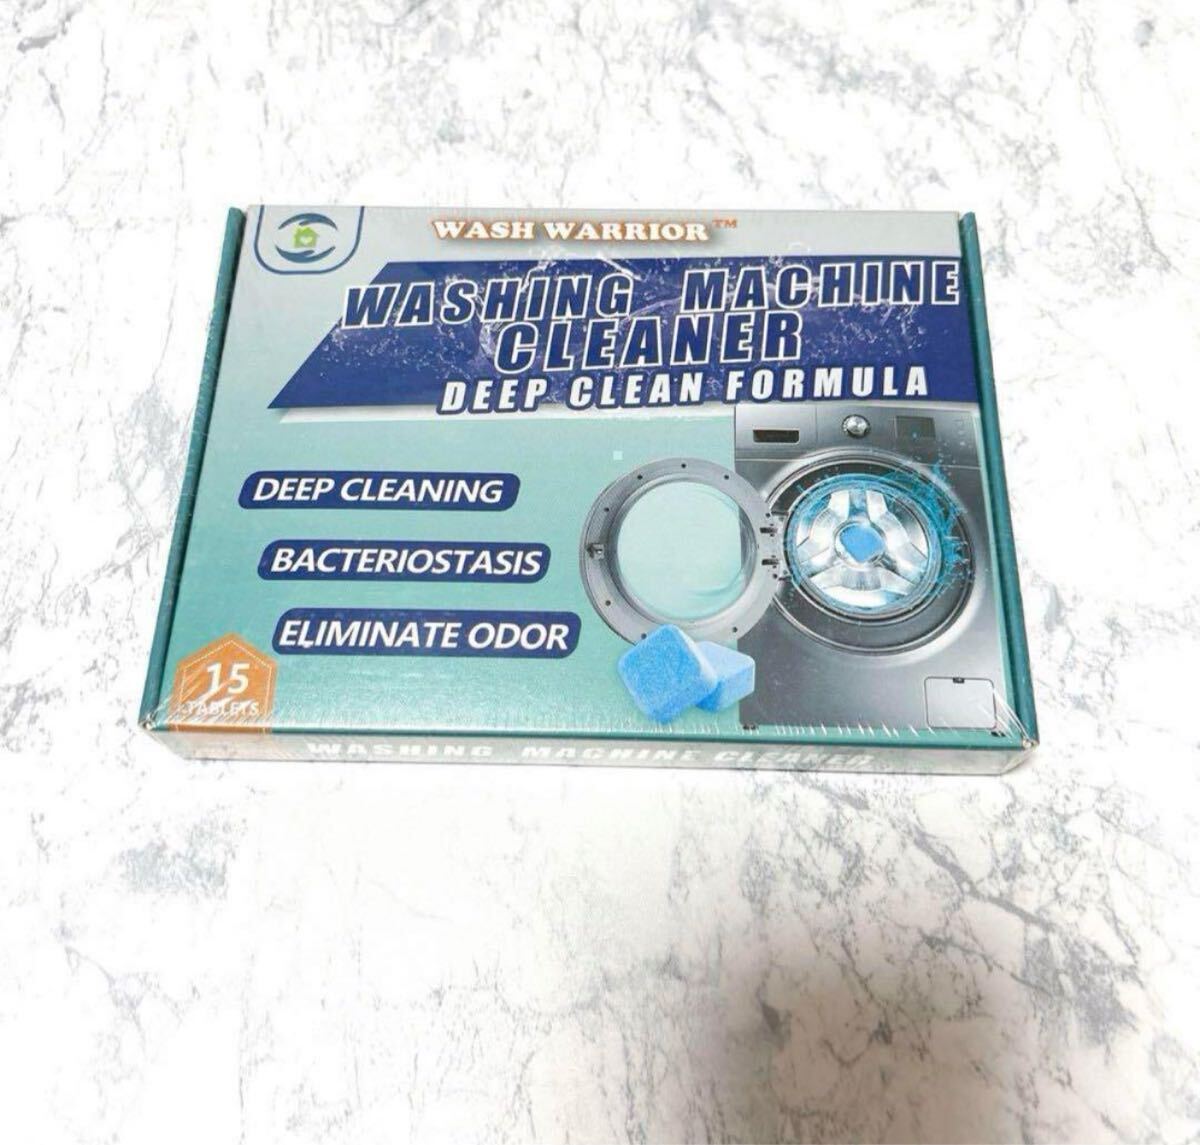 WASH WARRIOR™
WASHING MACHINE
CLEANER
DEEP CLEAN FORMULA
DEEP CLEANING
BACTERIOSTASIS
ELIMINATE ODOR
15
TABLETS
WASHING MACHINE CLEANER